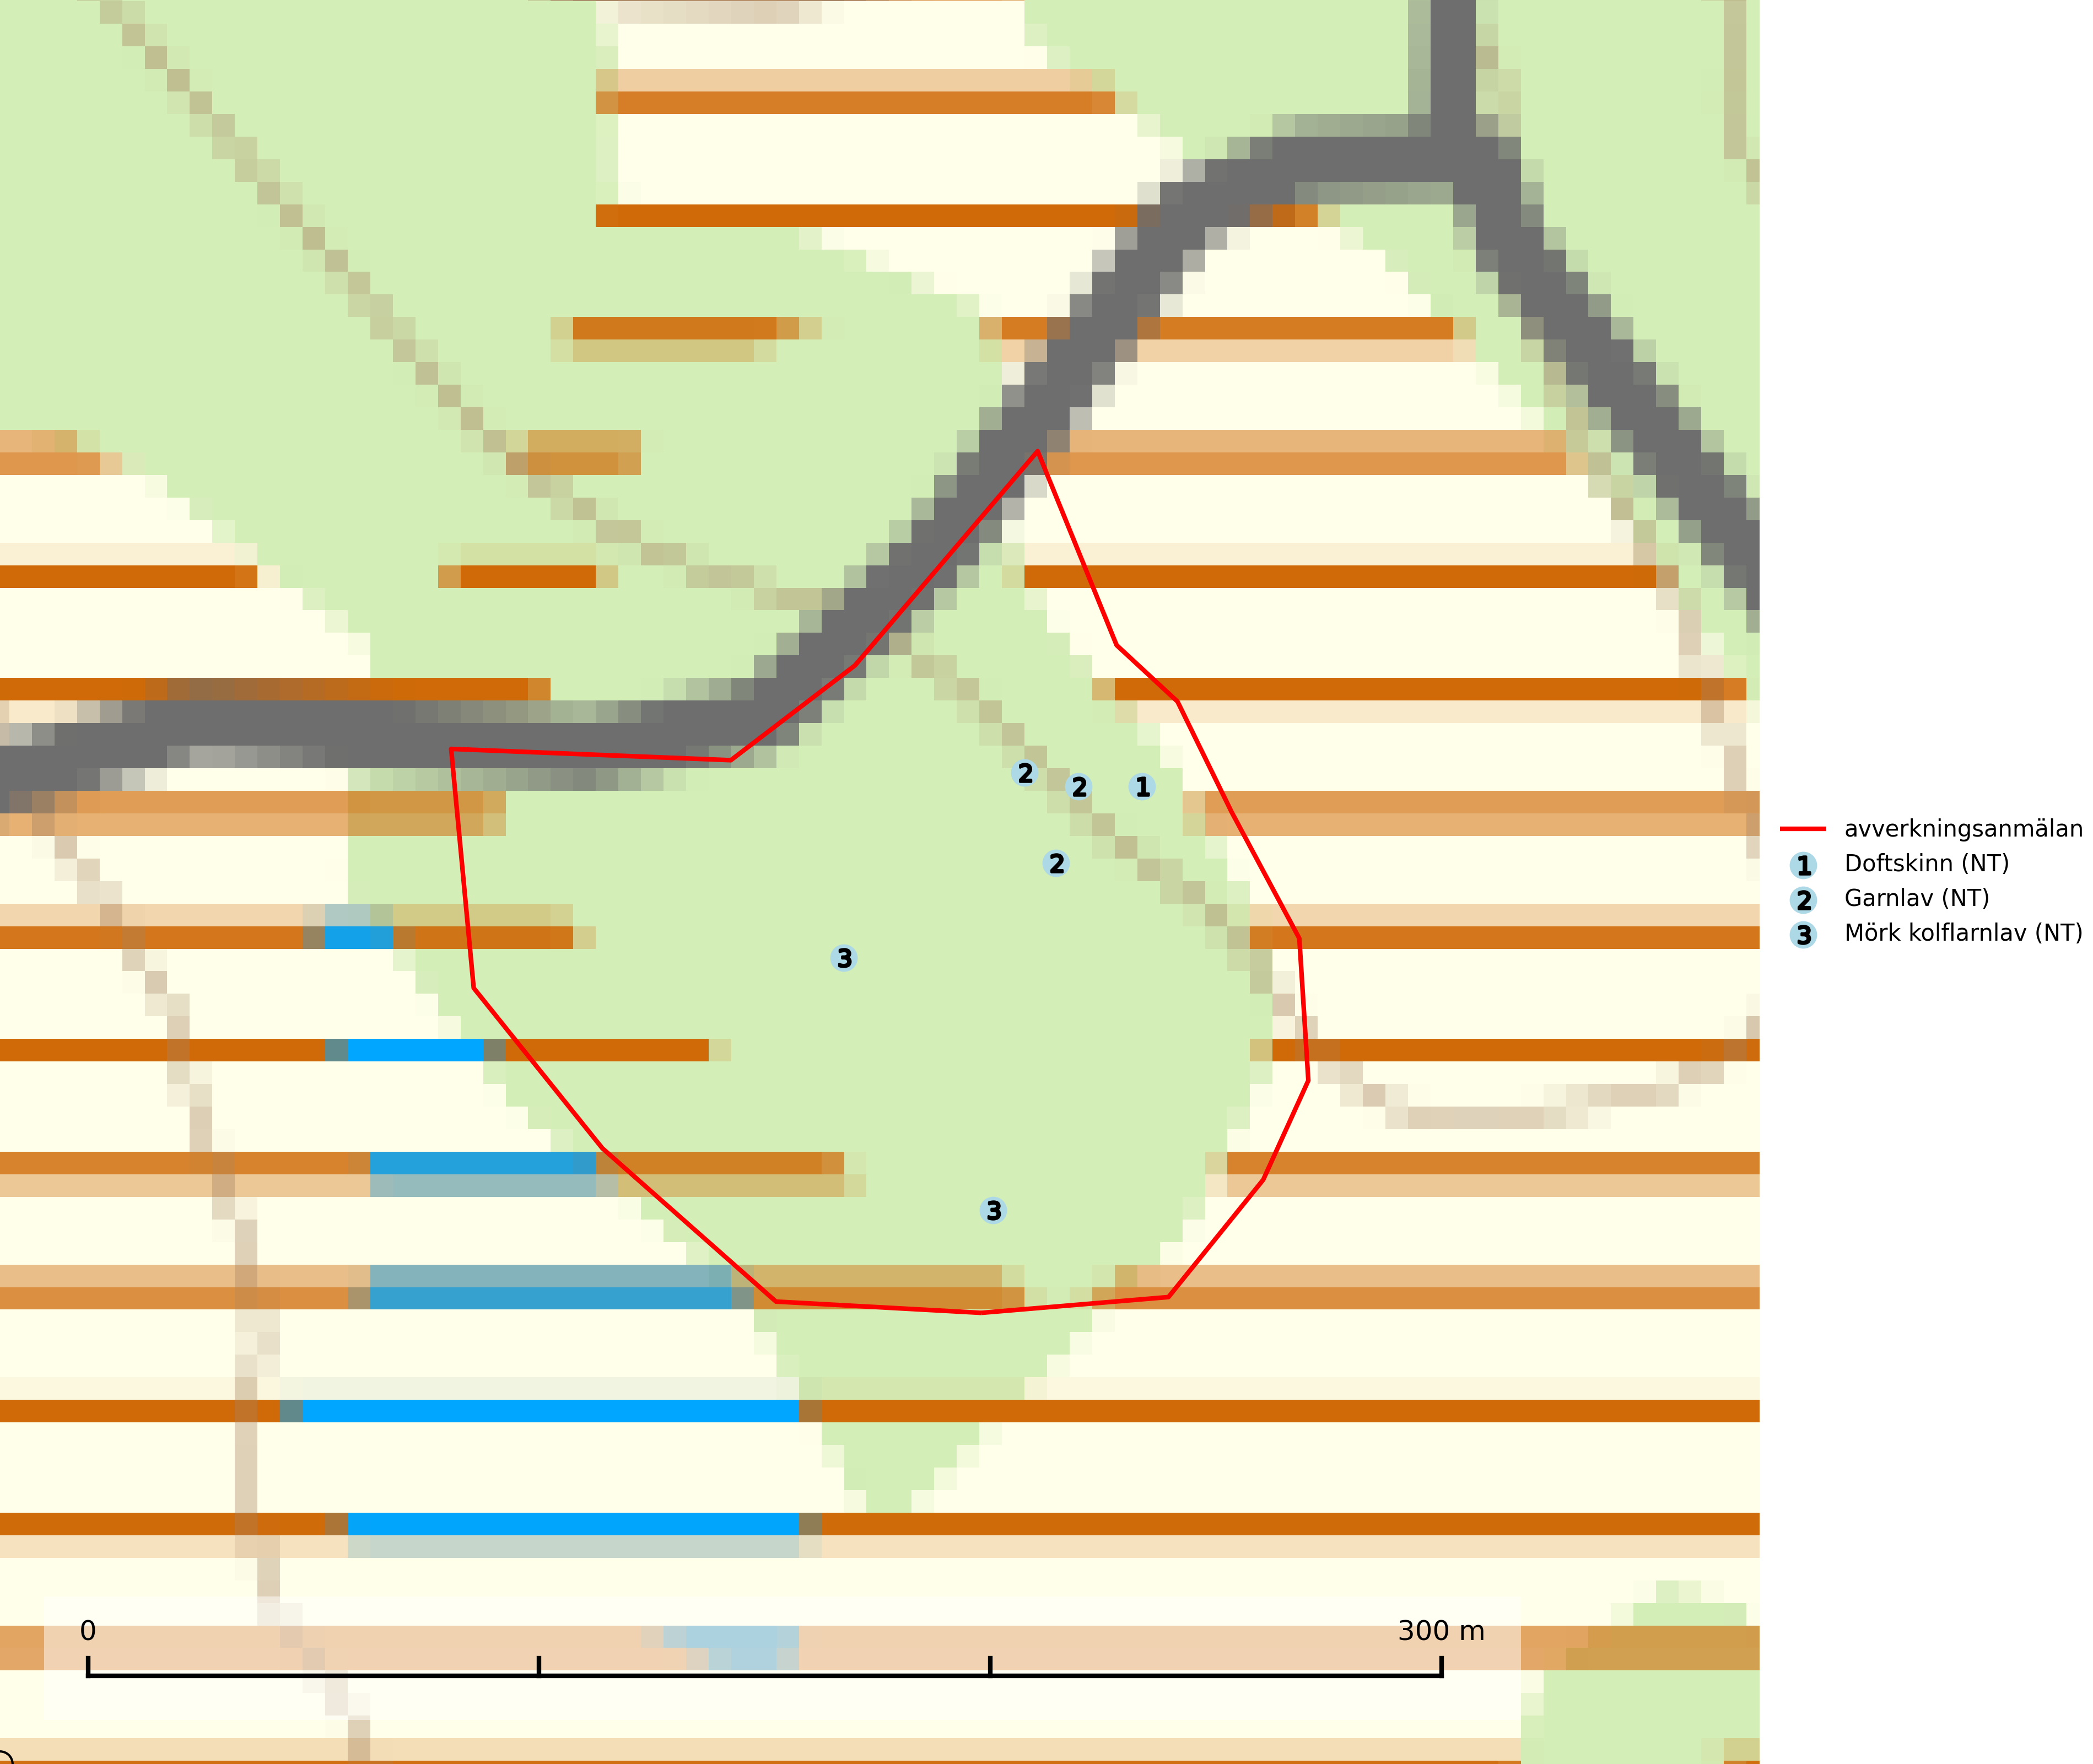 2
2
1
2
3
3
avverkningsanmälan
1 Doftskinn (NT)
2 Garnlav (NT)
3 Mörk kolflarnlav (NT)
0 300 m